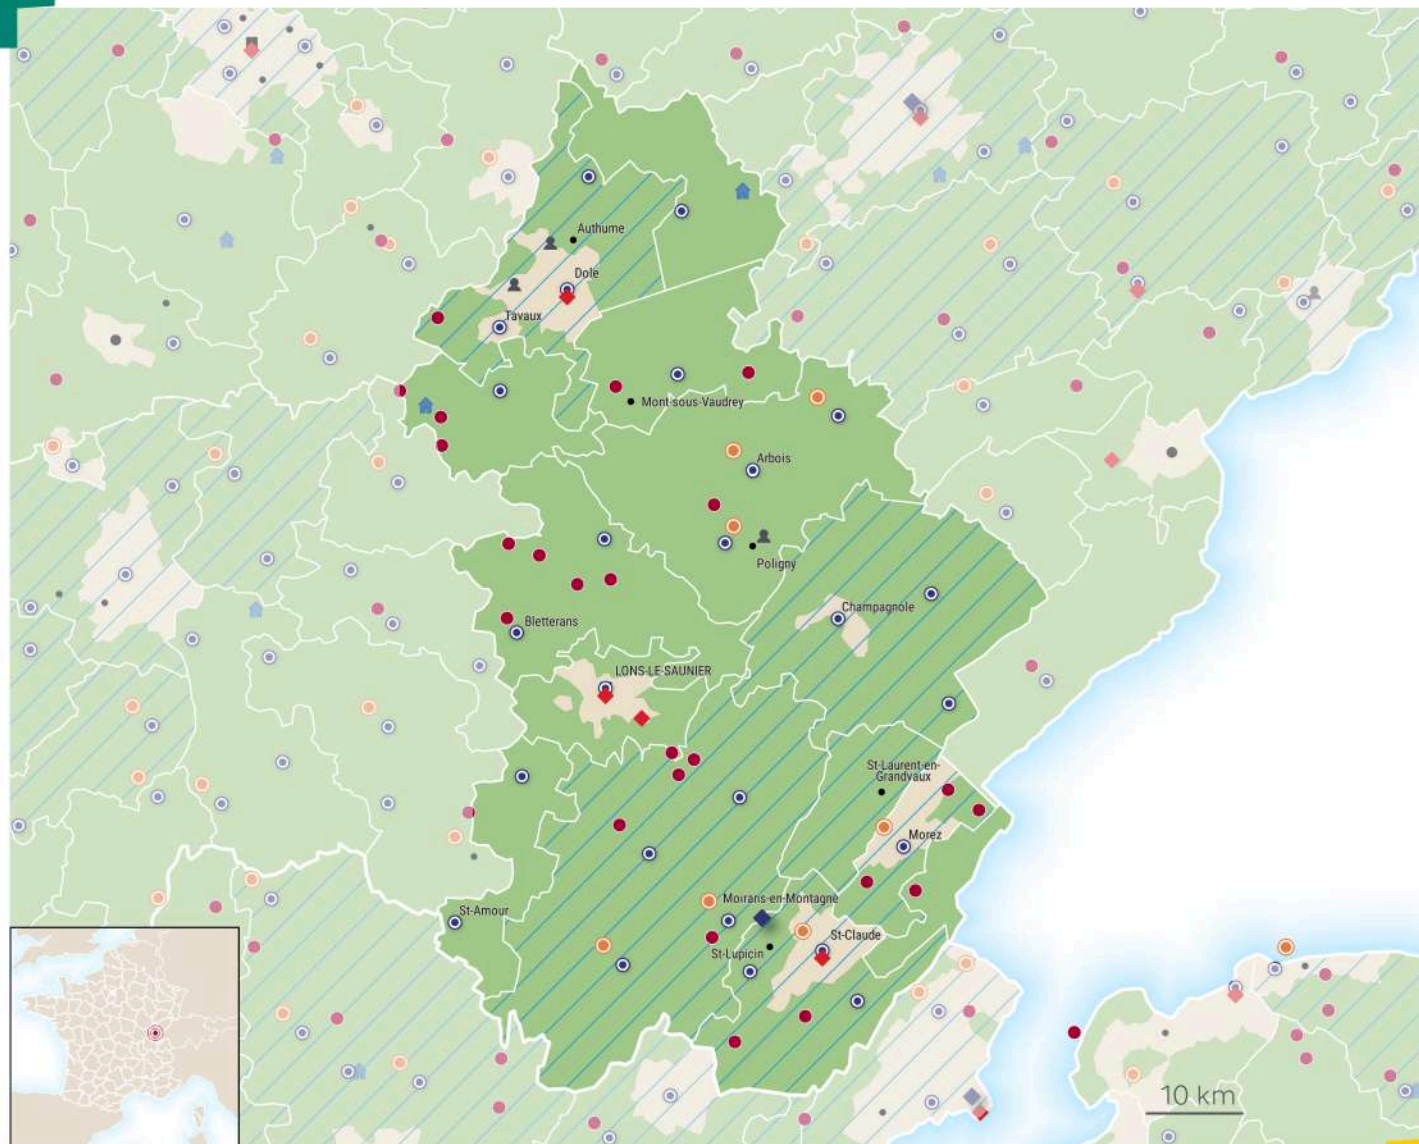 Authume
Dole
Tavaux
Mont-sous-Vaudrey
Arbois
Poligny
Champagnole
Bletterans
LONS-LE-SAUNIER
St-Laurent-en-
Grandvaux
Morez
Moirans-en-Montagne
St-Amour
St-Claude
St-Lupicin
10 km